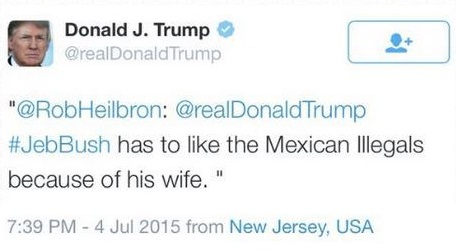 Donald J. Trump
@realDonaldTrump
"@RobHeilbron: @realDonaldTrump
#JebBush has to like the Mexican Illegals
because of his wife. "
7:39 PM - 4 Jul 2015 from New Jersey, USA